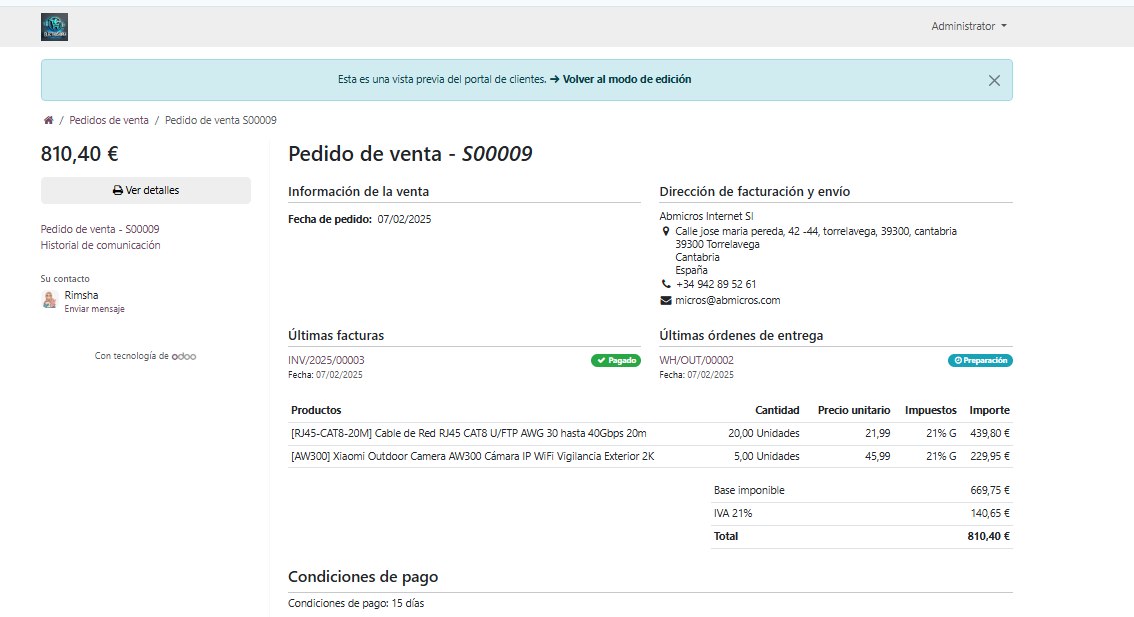 Administrator
Esta es una vista previa del portal de clientes. → Volver al modo de edición
/ Pedidos de venta / Pedido de venta S00009
810,40 €
Ver detalles
Pedido de venta - S00009
Historial de comunicación
Su contacto
Rimsha
Enviar mensaje
Con tecnología de odoo
Pedido de venta - S00009
Información de la venta
Fecha de pedido: 07/02/2025
Dirección de facturación y envío
Abmicros Internet Sl
Calle jose maria pereda, 42 -44, torrelavega, 39300, cantabria
39300 Torrelavega
Cantabria
España
+34 942 89 52 61
micros@abmicros.com
Últimas facturas
INV/2025/00003 Pagado
Fecha: 07/02/2025
Últimas órdenes de entrega
WH/OUT/00002 Preparación
Fecha: 07/02/2025
Productos Cantidad Precio unitario Impuestos Importe
[RJ45-CAT8-20M] Cable de Red RJ45 CAT8 U/FTP AWG 30 hasta 40Gbps 20m 20,00 Unidades 21,99 21% G 439,80 €
[AW300] Xiaomi Outdoor Camera AW300 Cámara IP WiFi Vigilancia Exterior 2K 5,00 Unidades 45,99 21% G 229,95 €
Base imponible 669,75 €
IVA 21% 140,65 €
Total 810,40 €
Condiciones de pago
Condiciones de pago: 15 días